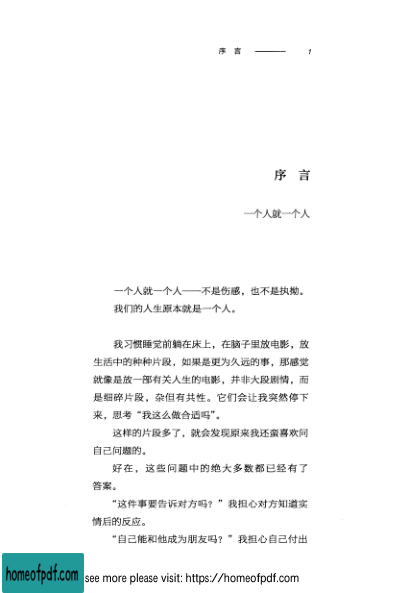 序 言 1
序 言
一个人就一个人
一个人就一个人——不是伤感，也不是执拗。
我们的人生原本就是一个人。
我习惯睡觉前躺在床上，在脑子里放电影，放
生活中的种种片段，如果是更为久远的事，那感觉
就像是放一部有关人生的电影，并非大段剧情，而
是细碎片段，杂但有共性。它们会让我突然停下
来，思考“我这么做合适吗”。
这样的片段多了，就会发现原来我还蛮喜欢问
自己问题的。
好在，这些问题中的绝大多数都已经有了
答案。
“这件事要告诉对方吗？”我担心对方知道实
情后的反应。
“自己能和他成为朋友吗？”我担心自己付出
homeofpdf.com
see more please visit: https://homeofpdf.com